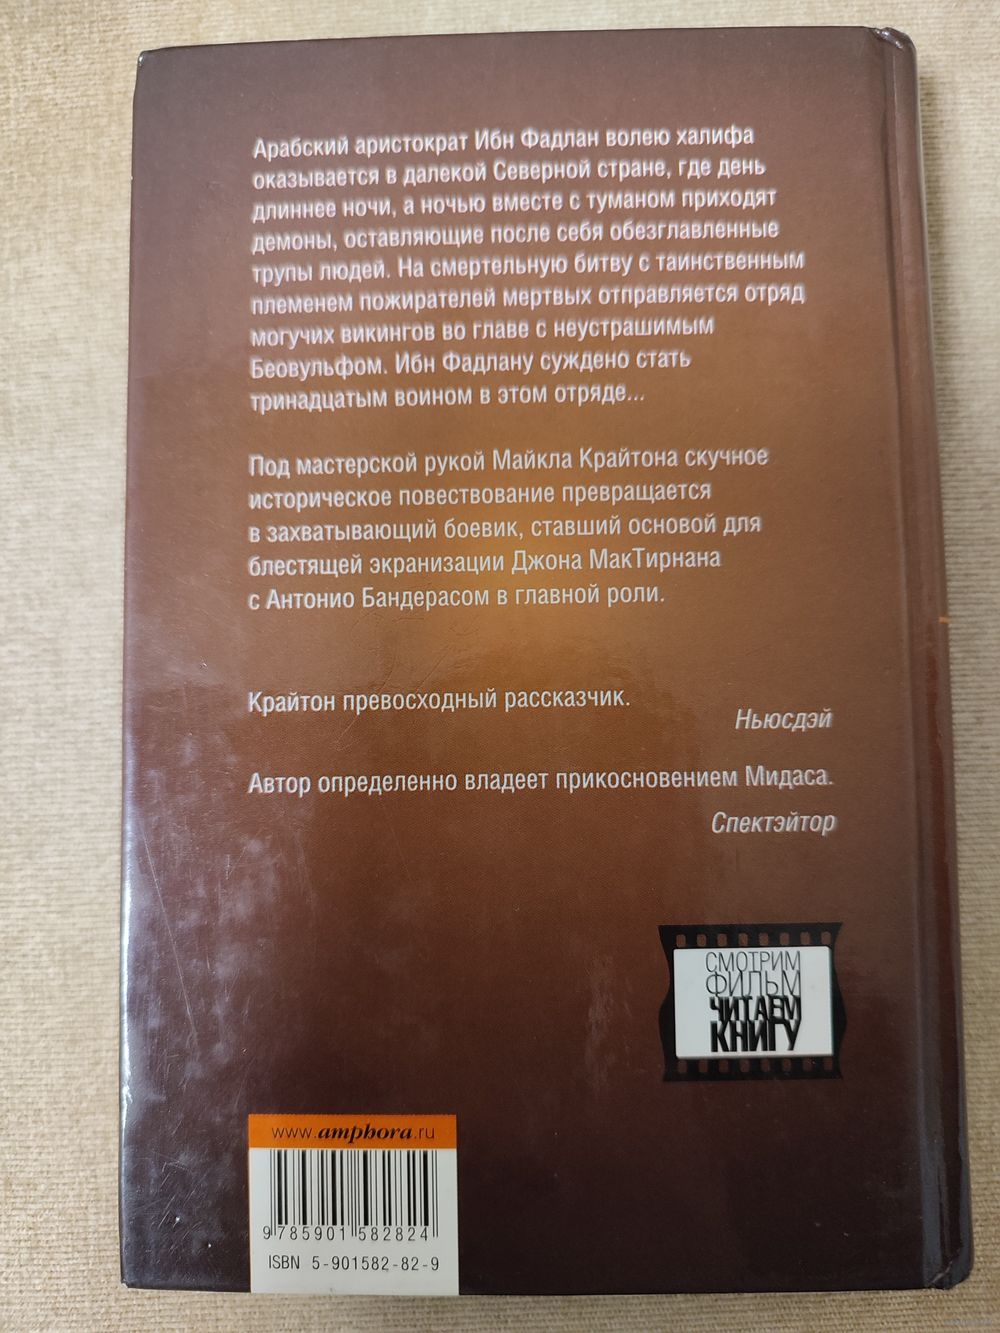 Арабский аристократ Ибн Фадлан волею халифа
оказывается в далекой Северной стране, где день
длиннее ночи, а ночью вместе с туманом приходят
демоны, оставляющие после себя обезглавленные
трупы людей. На смертельную битву с таинственным
племенем пожирателей мертвых отправляется отряд
могучих викингов во главе с неустрашимым
Беовульфом. Ибн Фадлану суждено стать
тринадцатым воином в этом отряде...
Под мастерской рукой Майкла Крайтона скучное
историческое повествование превращается
в захватывающий боевик, ставший основой для
блестящей экранизации Джона МакТирнана
с Антонио Бандерасом в главной роли.
Крайтон превосходный рассказчик.
Ньюсдэй
Автор определенно владеет прикосновением Мидаса.
Спектэйтор
СМОТРИМ
ФИЛЬМ
ЧИТАЕМ
КНИГУ
www.amphora.ru
9 785901 582824
ISBN 5-901582-82-9